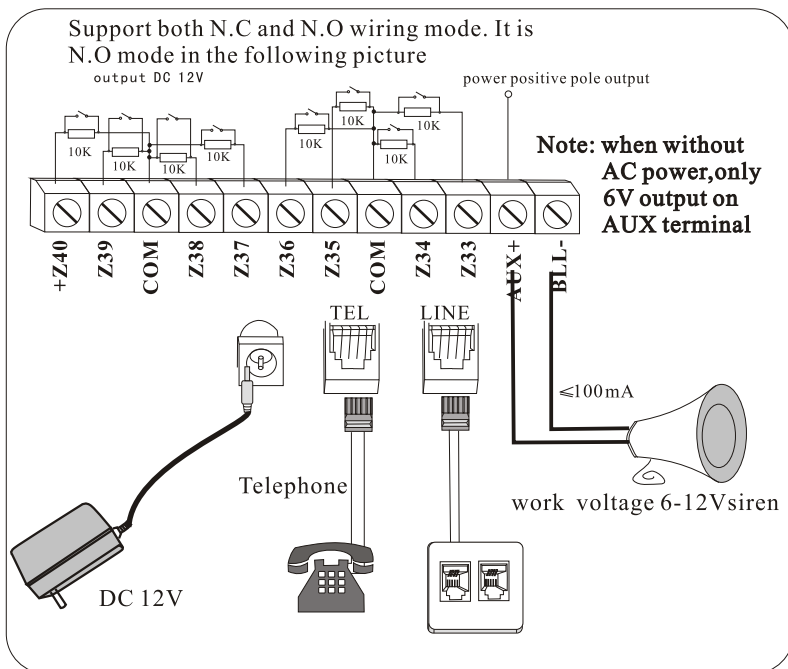 Support both N.C and N.O wiring mode. It is
N.O mode in the following picture
output DC 12V
power positive pole output
10K
10K
10K
10K
10K
10K
10K
10K
Note: when without
AC power,only
6V output on
AUX terminal
+Z40
Z39
COM
Z38
Z37
Z36
Z35
COM
Z34
Z33
AUX+
BLL-
TEL
LINE
≤100mA
Telephone
work voltage 6-12Vsiren
DC 12V